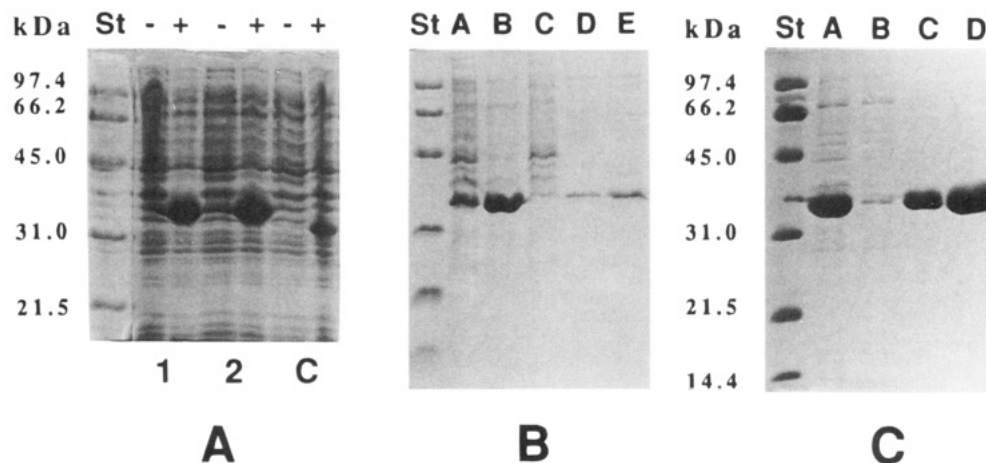 kDa St - + - + - +
97.4
66.2
45.0
31.0
21.5
1 2 C
A
St A B C D E
B
kDa St A B C D
97.4
66.2
45.0
31.0
21.5
14.4
C